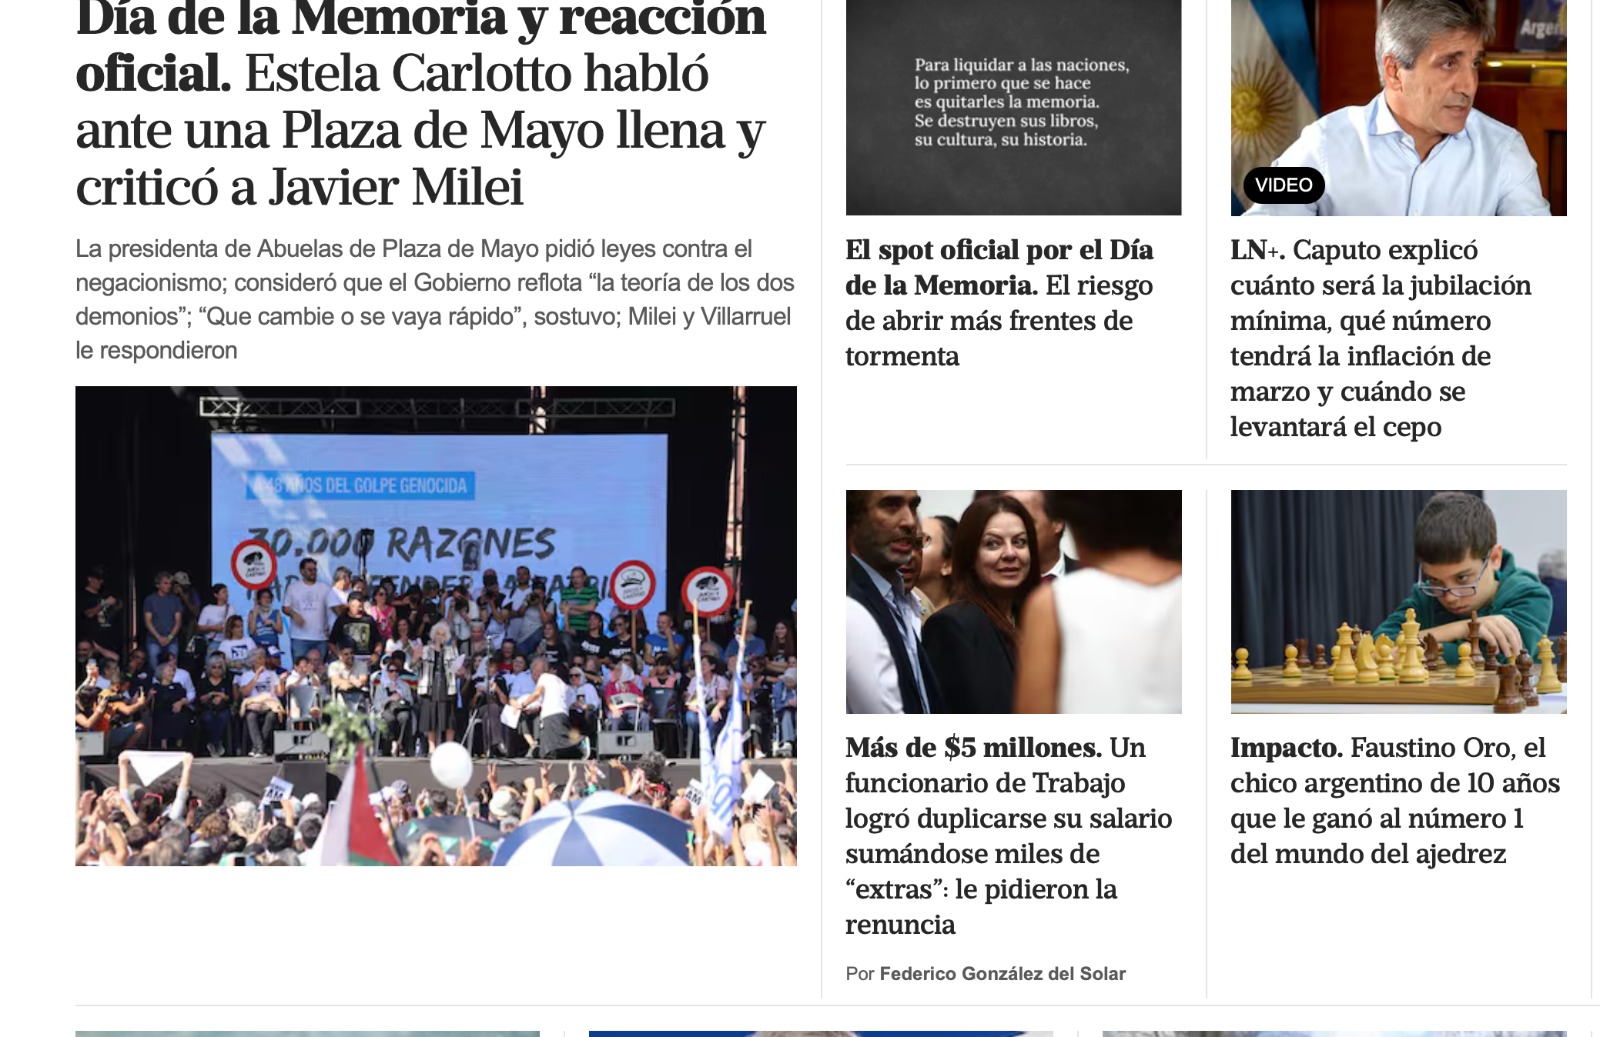 Día de la Memoria y reacción
oficial. Estela Carlotto habló
ante una Plaza de Mayo llena y
criticó a Javier Milei
La presidenta de Abuelas de Plaza de Mayo pidió leyes contra el
negacionismo; consideró que el Gobierno reflota “la teoría de los dos
demonios”; “Que cambie o se vaya rápido”, sostuvo; Milei y Villarruel
le respondieron
A 48 AÑOS DEL GOLPE GENOCIDA
30.000 RAZONES
Para liquidar a las naciones,
lo primero que se hace
es quitarles la memoria.
Se destruyen sus libros,
su cultura, su historia.
El spot oficial por el Día
de la Memoria. El riesgo
de abrir más frentes de
tormenta
VIDEO
LN+. Caputo explicó
cuánto será la jubilación
mínima, qué número
tendrá la inflación de
marzo y cuándo se
levantará el cepo
Más de $5 millones. Un
funcionario de Trabajo
logró duplicarse su salario
sumándose miles de
“extras”: le pidieron la
renuncia
Por Federico González del Solar
Impacto. Faustino Oro, el
chico argentino de 10 años
que le ganó al número 1
del mundo del ajedrez